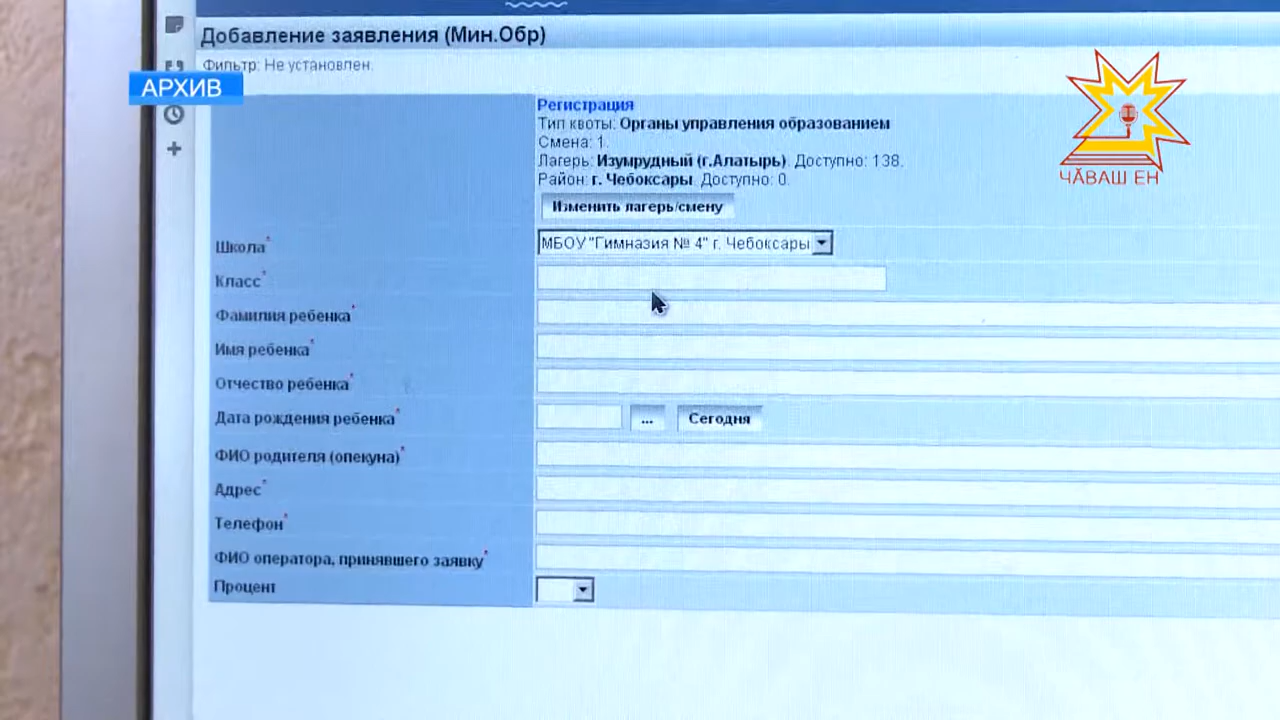 Добавление заявления (Мин.Обр)
Фильтр: Не установлен.
АРХИВ
Регистрация
Тип квоты: Органы управления образованием
Смена: 1.
Лагерь: Изумрудный (г.Алатырь). Доступно: 138.
Район: г. Чебоксары. Доступно: 0.
Изменить лагерь/смену
ЧӐВАШ ЕН
Школа* МБОУ "Гимназия № 4" г. Чебоксары
Класс*
Фамилия ребенка*
Имя ребенка*
Отчество ребенка*
Дата рождения ребенка* ... Сегодня
ФИО родителя (опекуна)*
Адрес*
Телефон*
ФИО оператора, принявшего заявку*
Процент